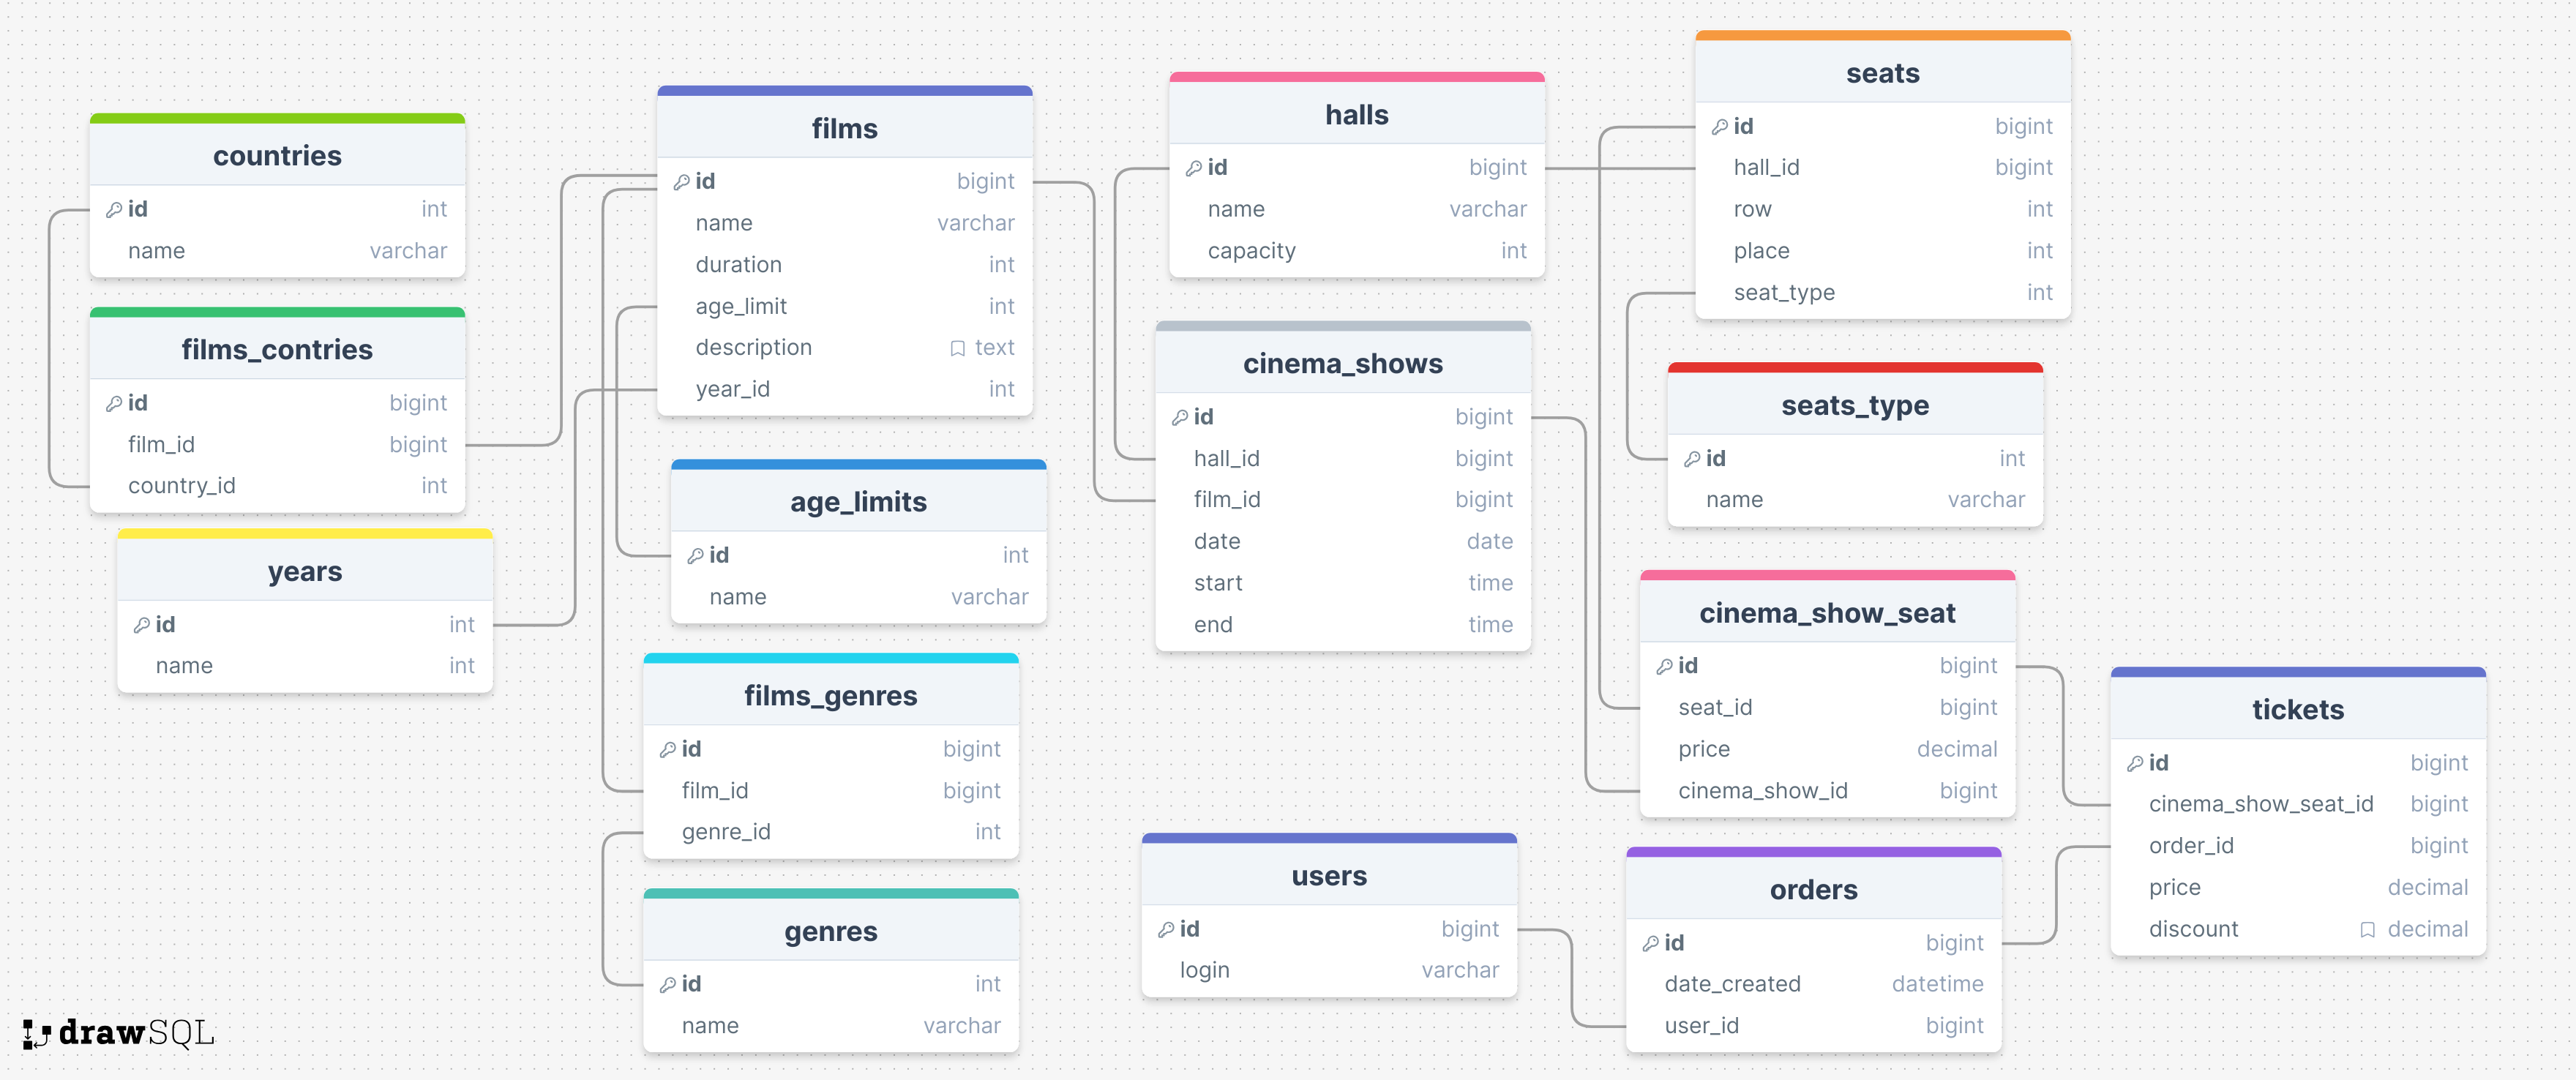 countries
id int
name varchar
films_contries
id bigint
film_id bigint
country_id int
years
id int
name int
films
id bigint
name varchar
duration int
age_limit int
description text
year_id int
age_limits
id int
name varchar
films_genres
id bigint
film_id bigint
genre_id int
genres
id int
name varchar
halls
id bigint
name varchar
capacity int
cinema_shows
id bigint
hall_id bigint
film_id bigint
date date
start time
end time
users
id bigint
login varchar
seats
id bigint
hall_id bigint
row int
place int
seat_type int
seats_type
id int
name varchar
cinema_show_seat
id bigint
seat_id bigint
price decimal
cinema_show_id bigint
orders
id bigint
date_created datetime
user_id bigint
tickets
id bigint
cinema_show_seat_id bigint
order_id bigint
price decimal
discount decimal
drawSQL